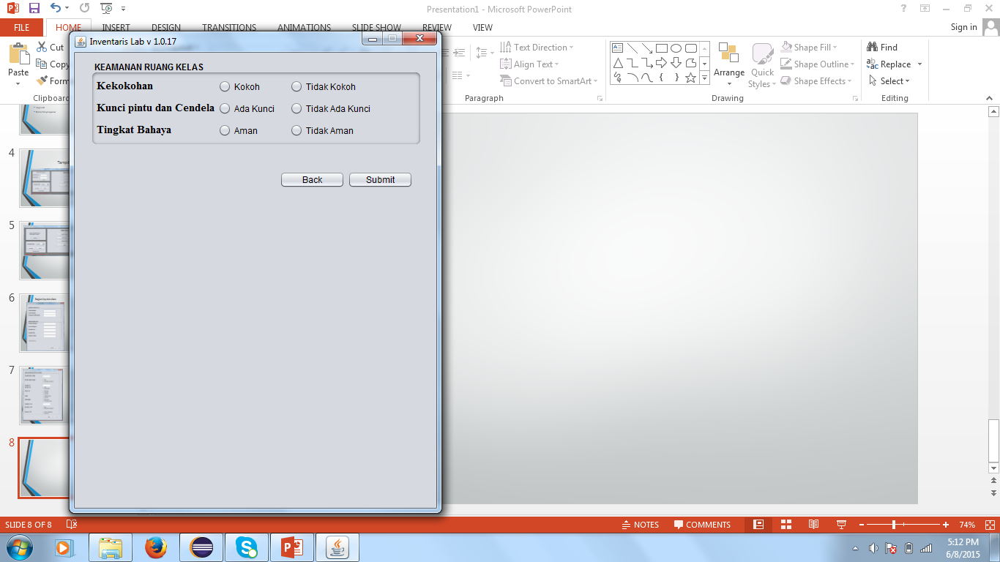 Presentation1 - Microsoft PowerPoint
FILE HOME INSERT DESIGN TRANSITIONS ANIMATIONS SLIDE SHOW REVIEW VIEW Sign in
Inventaris Lab v 1.0.17
Paste
Cut
Copy
Form
Clipboard
Text Direction
Align Text
Convert to SmartArt
Paragraph
Arrange
Quick
Styles
Shape Fill
Shape Outline
Shape Effects
Drawing
Find
Replace
Select
Editing
KEAMANAN RUANG KELAS
Kekokohan Kokoh Tidak Kokoh
Kunci pintu dan Cendela Ada Kunci Tidak Ada Kunci
Tingkat Bahaya Aman Tidak Aman
Back Submit
4
5
6
7
8
SLIDE 8 OF 8 NOTES COMMENTS 74%
5:12 PM
6/8/2015